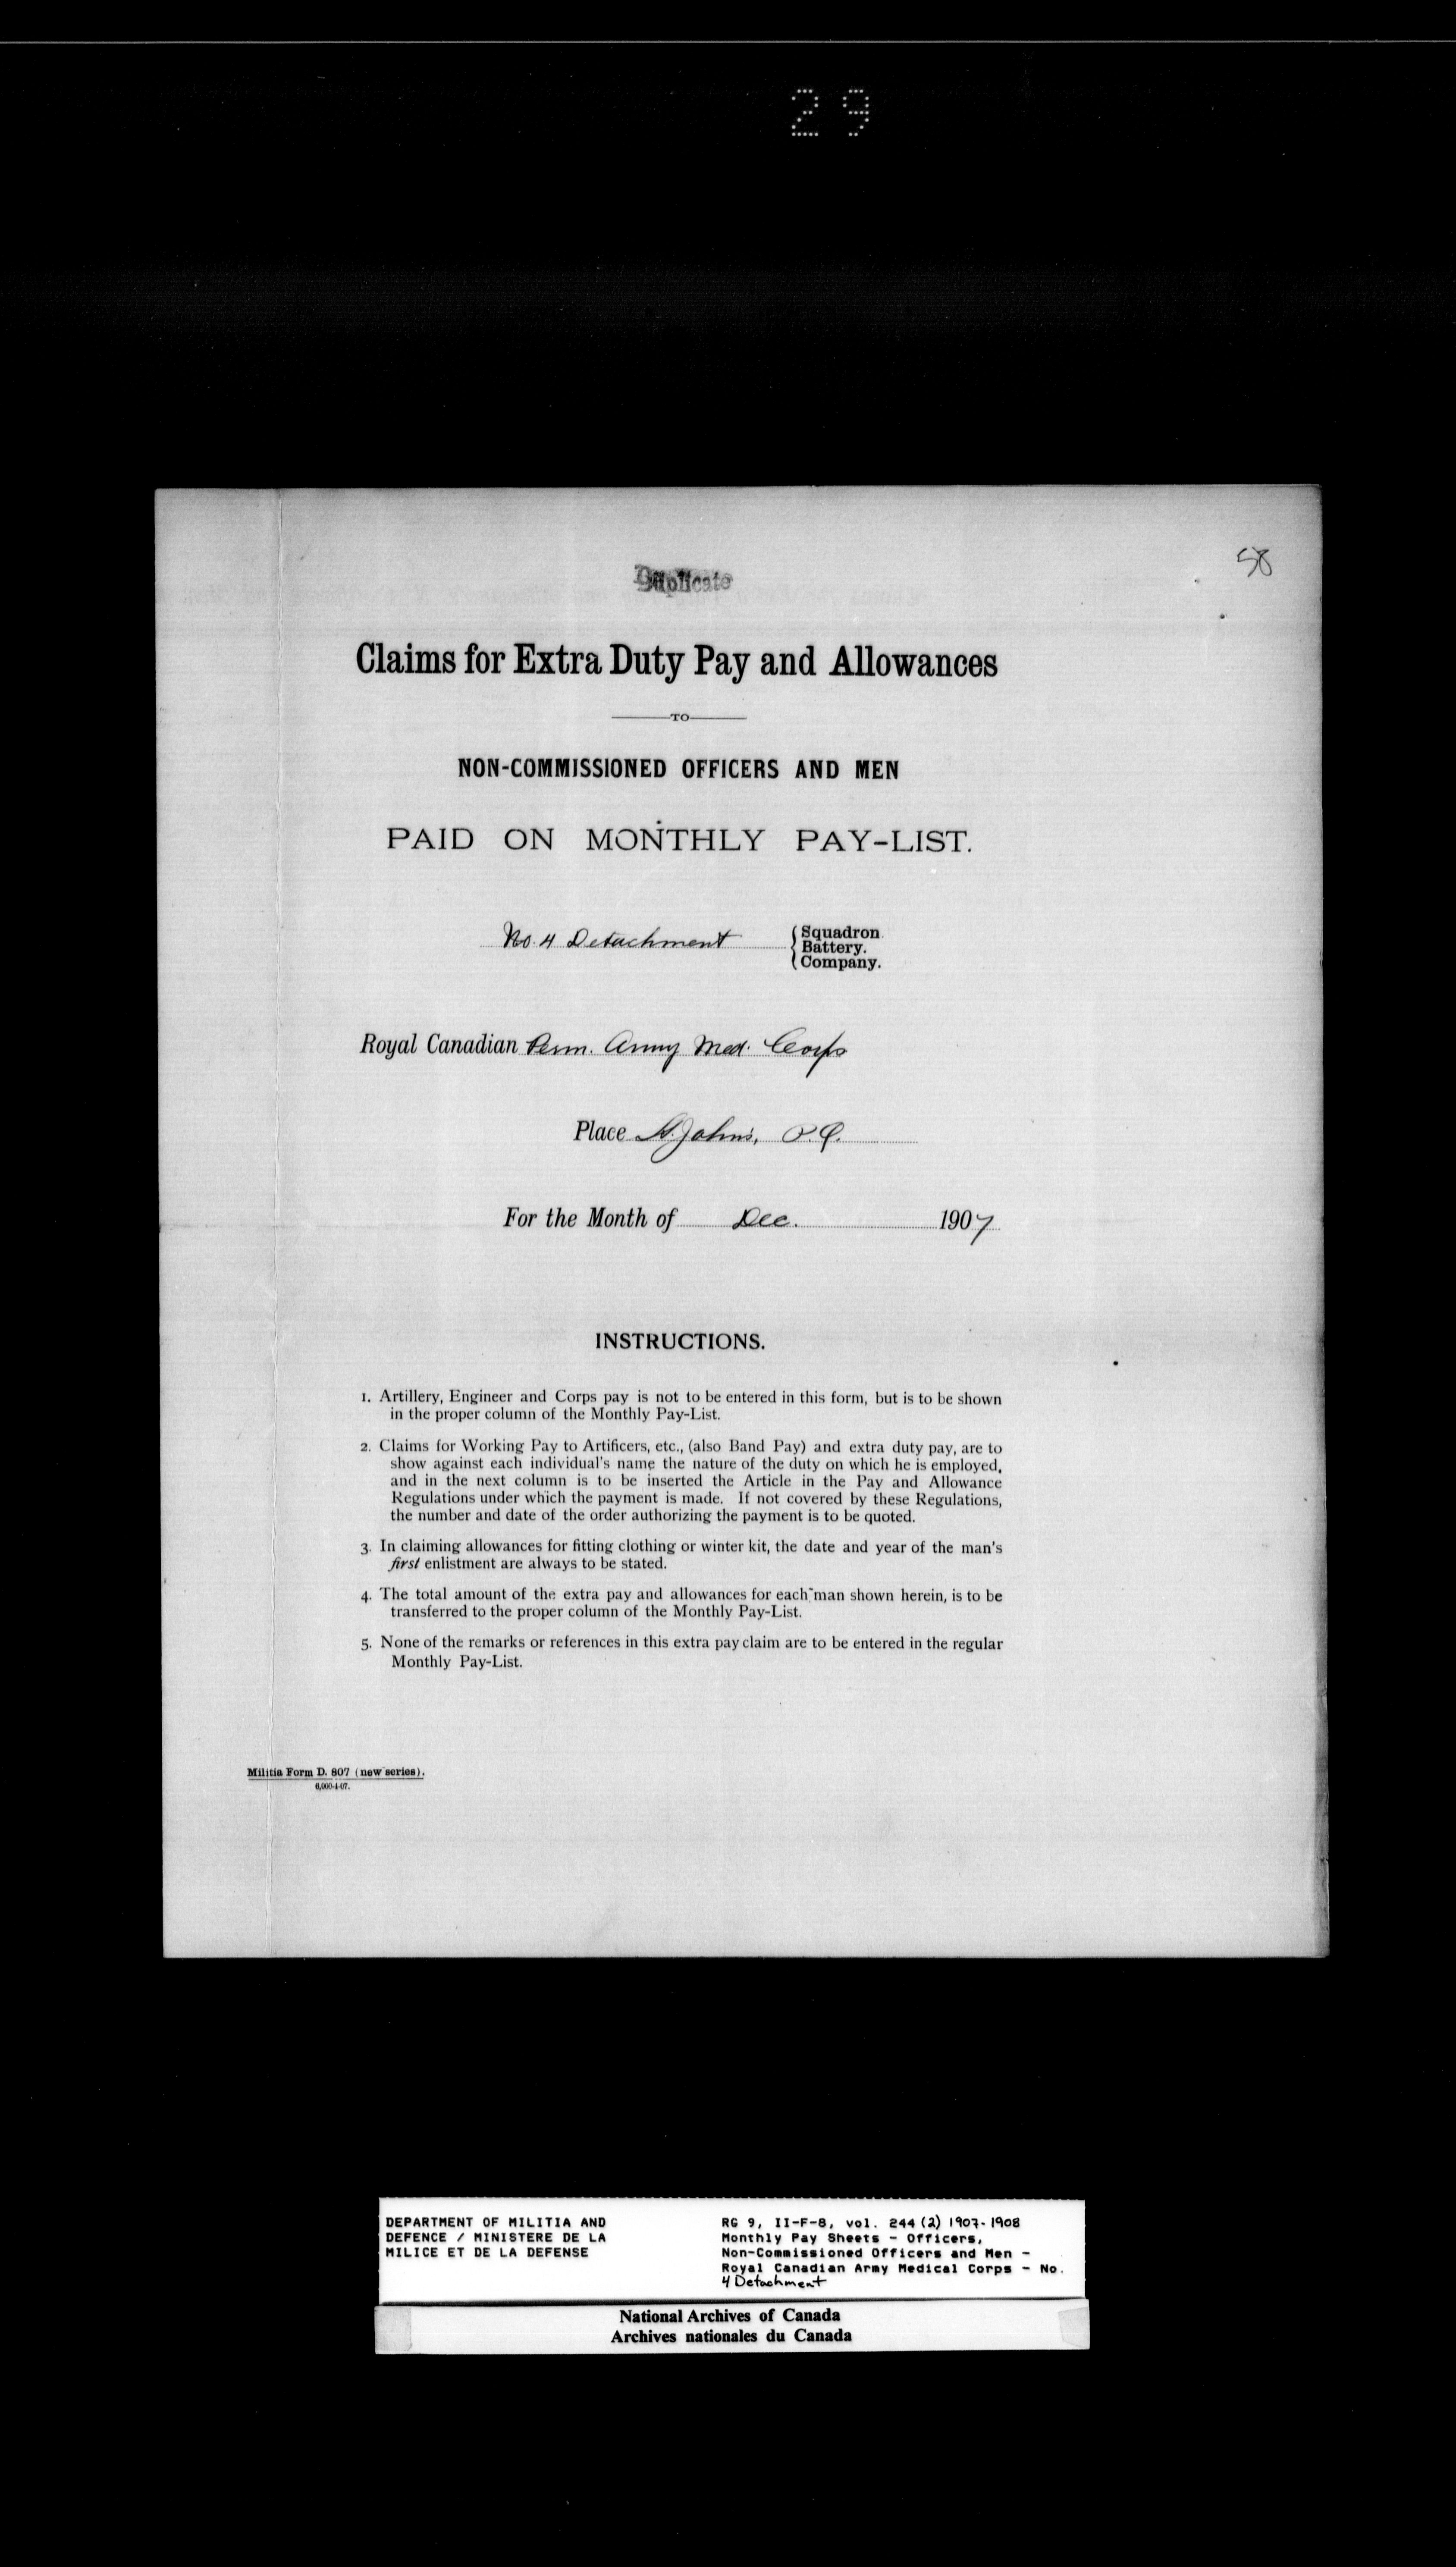 29
58
Duplicate
Claims for Extra Duty Pay and Allowances
TO
NON-COMMISSIONED OFFICERS AND MEN
PAID ON MONTHLY PAY-LIST.
No. 4 Detachment { Squadron
Battery.
Company.
Royal Canadian Perm. Army Med. Corps
Place St. Johns, P.Q.
For the Month of Dec. 1907
INSTRUCTIONS.
1. Artillery, Engineer and Corps pay is not to be entered in this form, but is to be shown
in the proper column of the Monthly Pay-List.
2. Claims for Working Pay to Artificers, etc., (also Band Pay) and extra duty pay, are to
show against each individual's name the nature of the duty on which he is employed,
and in the next column is to be inserted the Article in the Pay and Allowance
Regulations under which the payment is made. If not covered by these Regulations,
the number and date of the order authorizing the payment is to be quoted.
3. In claiming allowances for fitting clothing or winter kit, the date and year of the man's
first enlistment are always to be stated.
4. The total amount of the extra pay and allowances for each man shown herein, is to be
transferred to the proper column of the Monthly Pay-List.
5. None of the remarks or references in this extra pay claim are to be entered in the regular
Monthly Pay-List.
Militia Form D. 807 (new series).
6,000-4-07.
DEPARTMENT OF MILITIA AND
DEFENCE / MINISTERE DE LA
MILICE ET DE LA DEFENSE
RG 9, II-F-8, vol. 244 (2) 1907-1908
Monthly Pay Sheets - Officers,
Non-Commissioned Officers and Men -
Royal Canadian Army Medical Corps - No.
4 Detachment
National Archives of Canada
Archives nationales du Canada